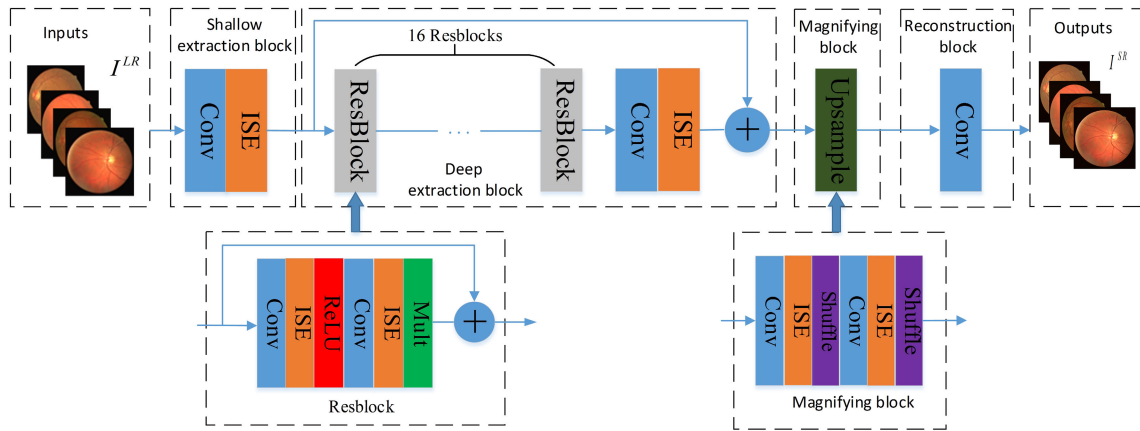 Inputs
I^{LR}
Shallow
extraction block
Conv
ISE
16 Resblocks
ResBlock
...
ResBlock
Conv
ISE
+
Deep
extraction block
Magnifying
block
Upsample
Reconstruction
block
Conv
Outputs
I^{SR}
Conv
ISE
ReLU
Conv
ISE
Mult
+
Resblock
Conv
ISE
Shuffle
Conv
ISE
Shuffle
Magnifying block